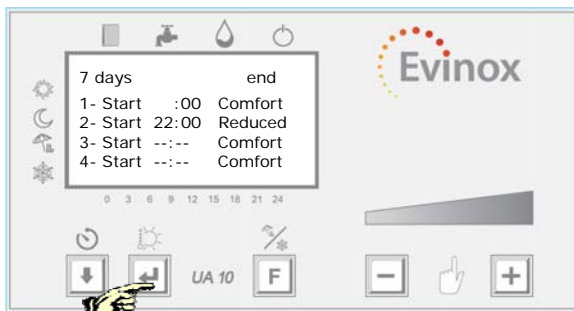 Evinox
7 days end
1- Start :00 Comfort
2- Start 22:00 Reduced
3- Start --:-- Comfort
4- Start --:-- Comfort
0 3 6 9 12 15 18 21 24
UA 10 F - +